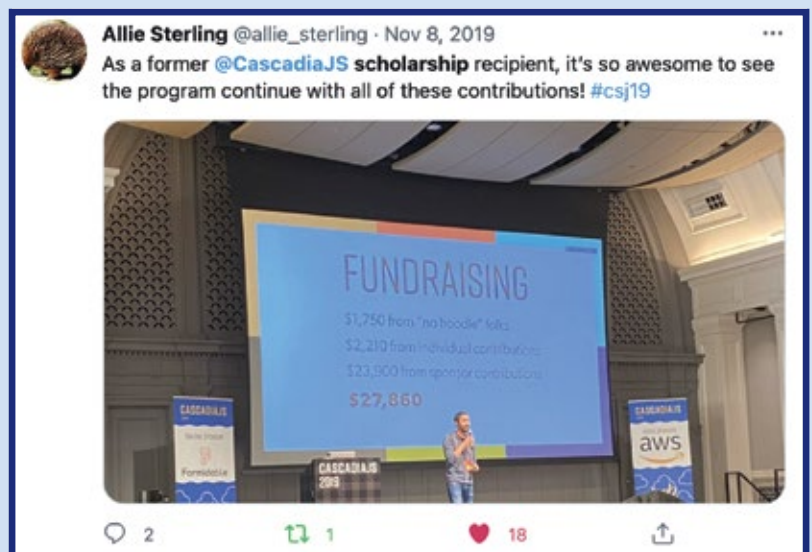 Allie Sterling @allie_sterling · Nov 8, 2019
As a former @CascadiaJS scholarship recipient, it's so awesome to see
the program continue with all of these contributions! #csj19
FUNDRAISING
$1,750 from "no hoodie" folks
$2,210 from individual contributions
$23,900 from sponsor contributions
$27,860
CASCADIAJS
Formidable
CASCADIAJS
2019
CASCADIAJS
aws
2
1
18